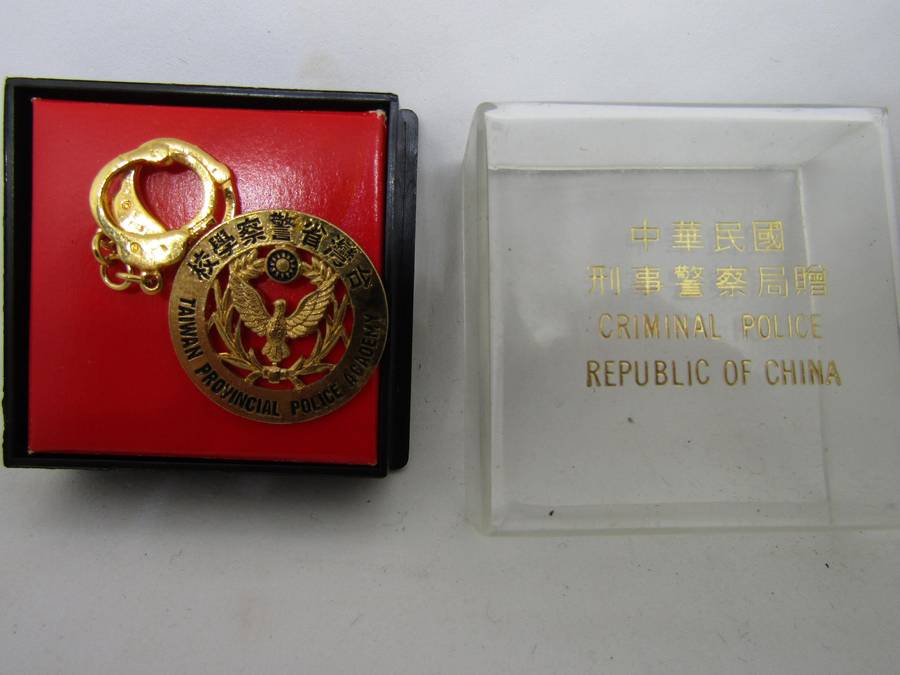 台灣省警察學校
TAIWAN PROVINCIAL POLICE ACADEMY
中華民國
刑事警察局贈
CRIMINAL POLICE
REPUBLIC OF CHINA